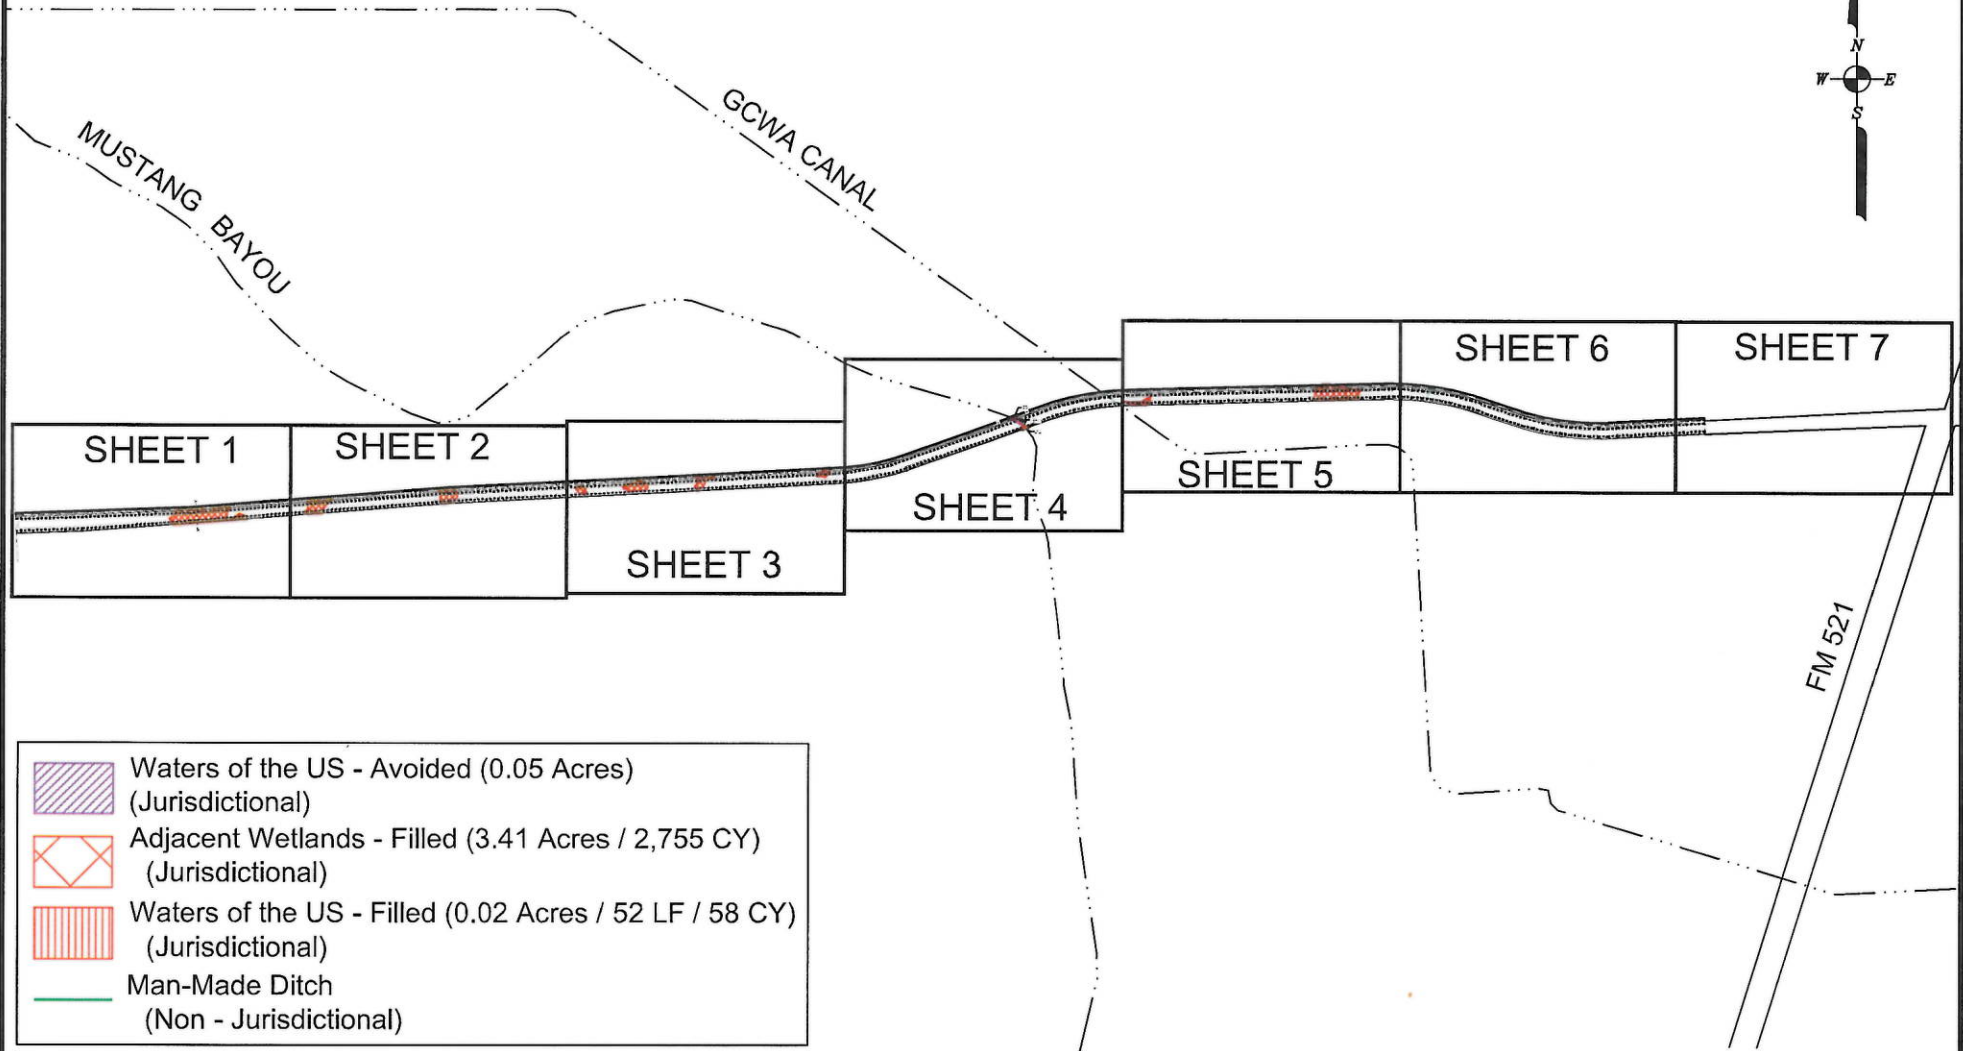 N
W E
S
GCWA CANAL
MUSTANG BAYOU
SHEET 1
SHEET 2
SHEET 3
SHEET 4
SHEET 5
SHEET 6
SHEET 7
FM 521
Waters of the US - Avoided (0.05 Acres)
(Jurisdictional)
Adjacent Wetlands - Filled (3.41 Acres / 2,755 CY)
(Jurisdictional)
Waters of the US - Filled (0.02 Acres / 52 LF / 58 CY)
(Jurisdictional)
Man-Made Ditch
(Non - Jurisdictional)